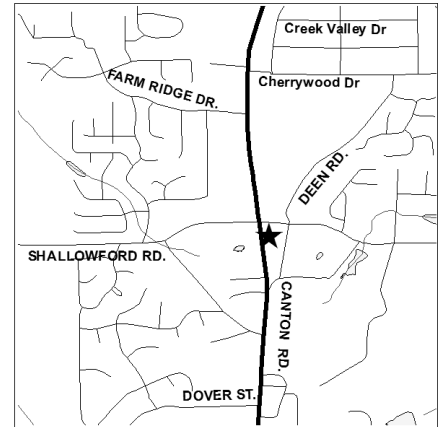 Creek Valley Dr
Cherrywood Dr
FARM RIDGE DR.
DEEN RD.
SHALLOWFORD RD.
CANTON RD.
DOVER ST.